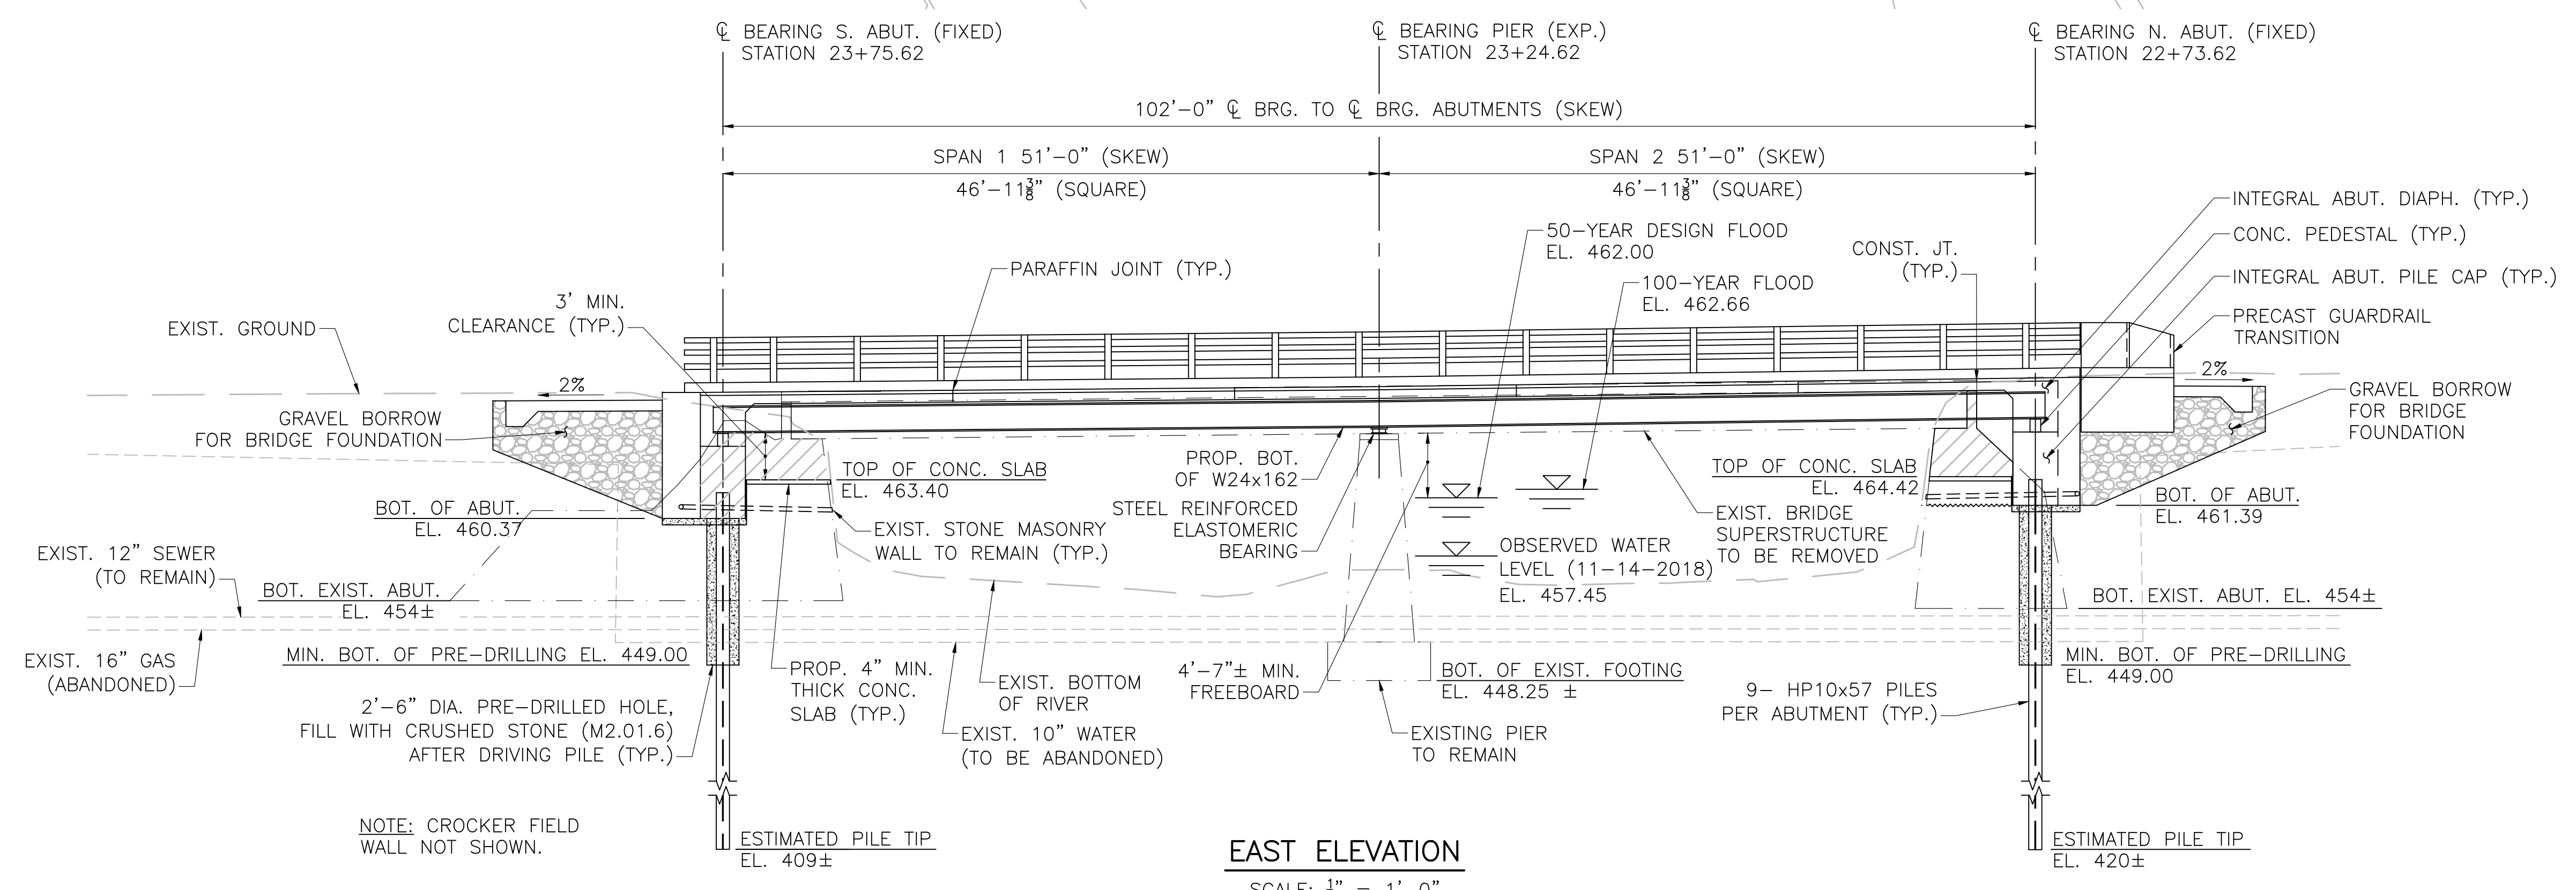 ℄ BEARING S. ABUT. (FIXED)
STATION 23+75.62
℄ BEARING PIER (EXP.)
STATION 23+24.62
℄ BEARING N. ABUT. (FIXED)
STATION 22+73.62
102'-0" ℄ BRG. TO ℄ BRG. ABUTMENTS (SKEW)
SPAN 1 51'-0" (SKEW)
46'-11⅜" (SQUARE)
SPAN 2 51'-0" (SKEW)
46'-11⅜" (SQUARE)
INTEGRAL ABUT. DIAPH. (TYP.)
CONC. PEDESTAL (TYP.)
INTEGRAL ABUT. PILE CAP (TYP.)
PRECAST GUARDRAIL
TRANSITION
50-YEAR DESIGN FLOOD
EL. 462.00
CONST. JT.
(TYP.)
100-YEAR FLOOD
EL. 462.66
PARAFFIN JOINT (TYP.)
3' MIN.
CLEARANCE (TYP.)
EXIST. GROUND
2%
2%
GRAVEL BORROW
FOR BRIDGE FOUNDATION
GRAVEL BORROW
FOR BRIDGE
FOUNDATION
TOP OF CONC. SLAB
EL. 463.40
PROP. BOT.
OF W24x162
STEEL REINFORCED
ELASTOMERIC
BEARING
TOP OF CONC. SLAB
EL. 464.42
BOT. OF ABUT.
EL. 460.37
EXIST. STONE MASONRY
WALL TO REMAIN (TYP.)
EXIST. BRIDGE
SUPERSTRUCTURE
TO BE REMOVED
BOT. OF ABUT.
EL. 461.39
EXIST. 12" SEWER
(TO REMAIN)
OBSERVED WATER
LEVEL (11-14-2018)
EL. 457.45
BOT. EXIST. ABUT.
EL. 454±
BOT. EXIST. ABUT. EL. 454±
EXIST. 16" GAS
(ABANDONED)
MIN. BOT. OF PRE-DRILLING EL. 449.00
PROP. 4" MIN.
THICK CONC.
SLAB (TYP.)
EXIST. BOTTOM
OF RIVER
4'-7"± MIN.
FREEBOARD
BOT. OF EXIST. FOOTING
EL. 448.25 ±
MIN. BOT. OF PRE-DRILLING
EL. 449.00
2'-6" DIA. PRE-DRILLED HOLE,
FILL WITH CRUSHED STONE (M2.01.6)
AFTER DRIVING PILE (TYP.)
EXIST. 10" WATER
(TO BE ABANDONED)
EXISTING PIER
TO REMAIN
9- HP10x57 PILES
PER ABUTMENT (TYP.)
NOTE: CROCKER FIELD
WALL NOT SHOWN.
ESTIMATED PILE TIP
EL. 409±
EAST ELEVATION
ESTIMATED PILE TIP
EL. 420±